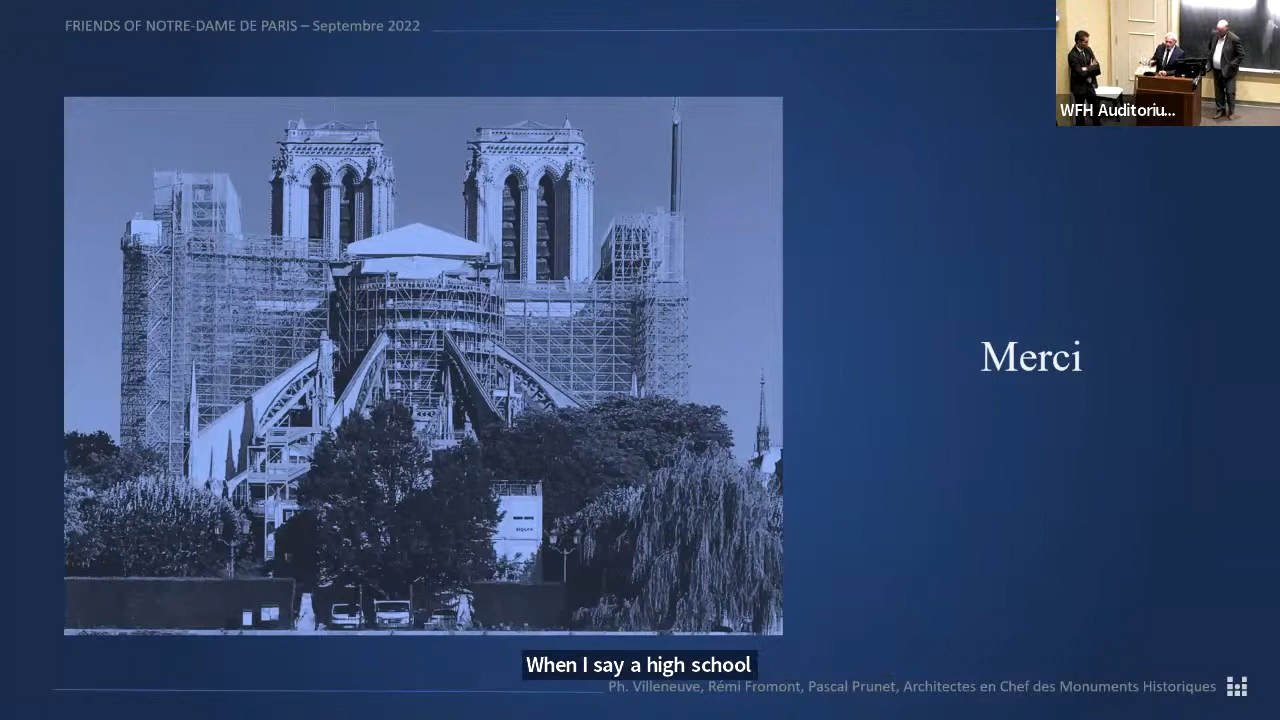 FRIENDS OF NOTRE-DAME DE PARIS – Septembre 2022
WFH Auditoriu...
Merci
When I say a high school
Ph. Villeneuve, Rémi Fromont, Pascal Prunet, Architectes en Chef des Monuments Historiques